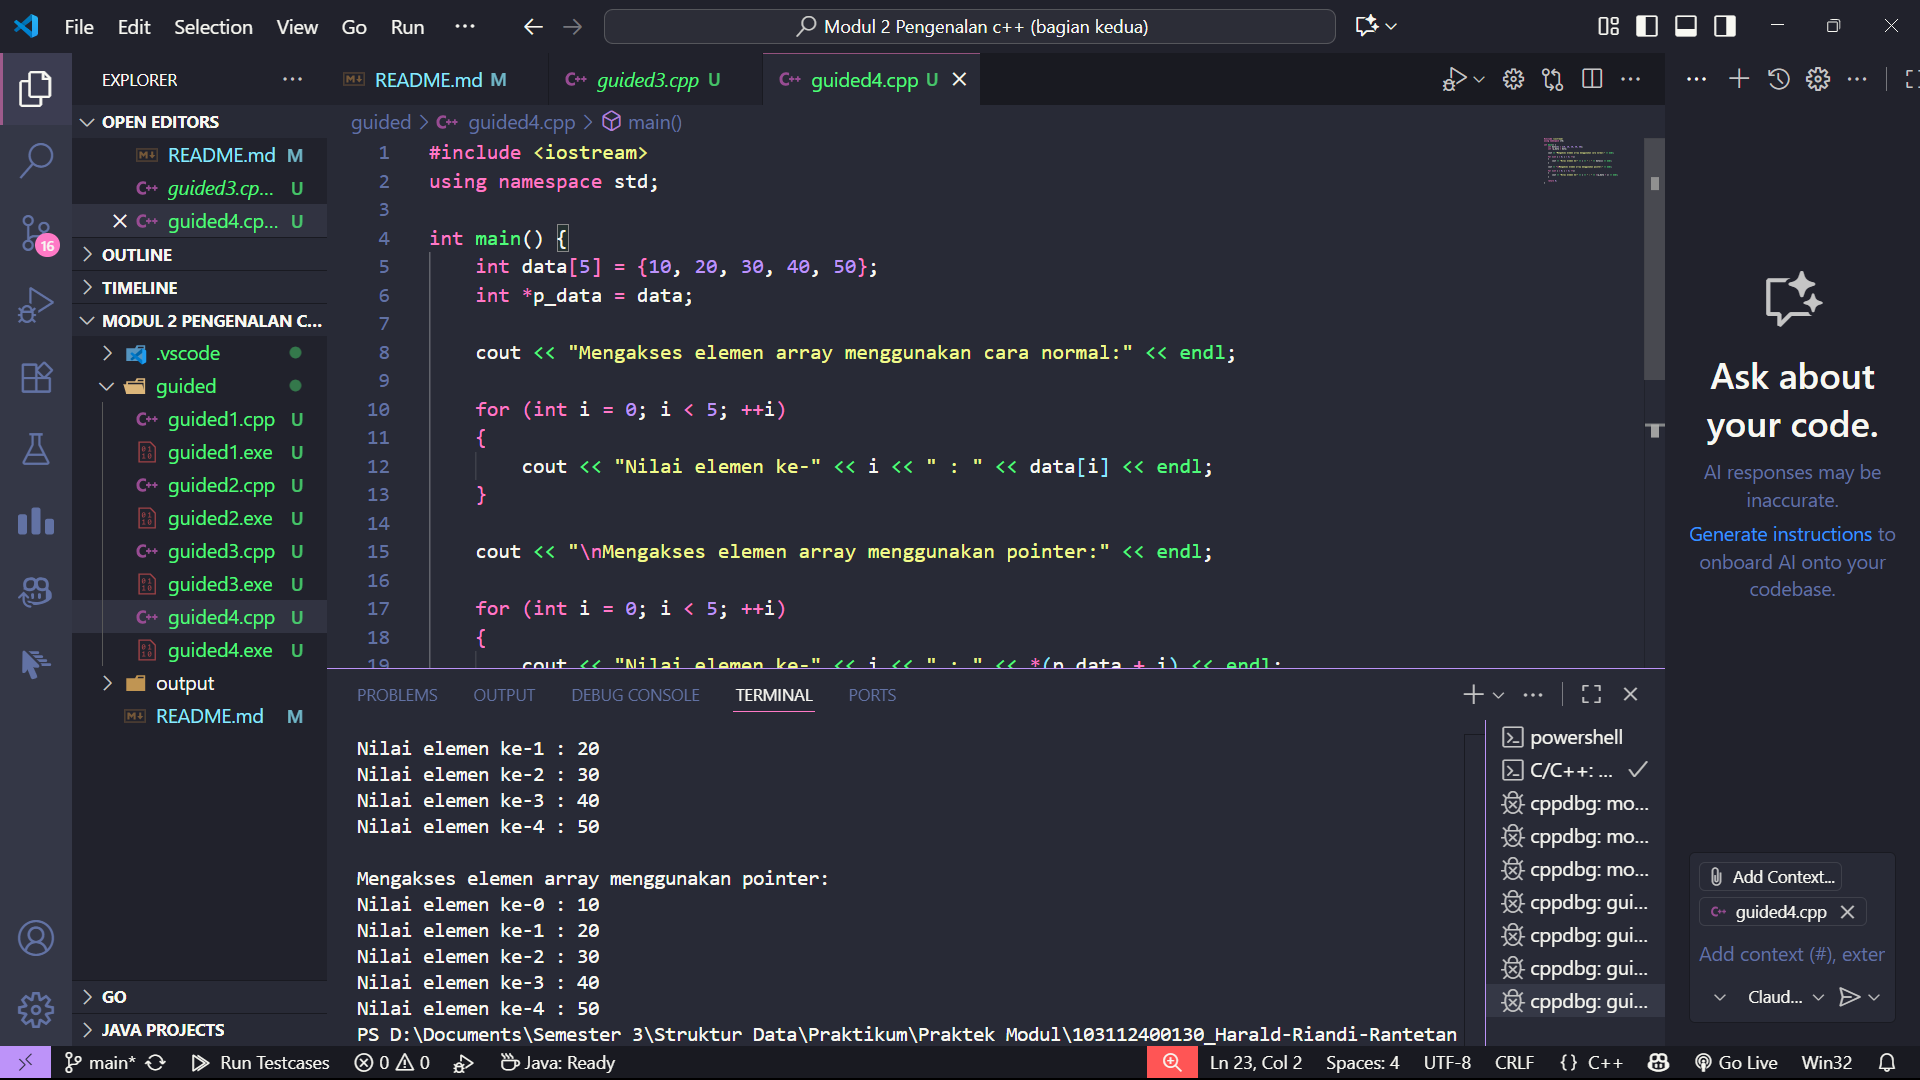 File Edit Selection View Go Run
Modul 2 Pengenalan c++ (bagian kedua)
EXPLORER
README.md M
guided3.cpp U
guided4.cpp U
OPEN EDITORS
README.md M
guided3.cp... U
guided4.cp... U
OUTLINE
TIMELINE
MODUL 2 PENGENALAN C...
.vscode
guided
guided1.cpp U
guided1.exe U
guided2.cpp U
guided2.exe U
guided3.cpp U
guided3.exe U
guided4.cpp U
guided4.exe U
output
README.md M
GO
JAVA PROJECTS
16
guided > guided4.cpp > main()
1 #include <iostream>
2 using namespace std;
3
4 int main() {
5 int data[5] = {10, 20, 30, 40, 50};
6 int *p_data = data;
7
8 cout << "Mengakses elemen array menggunakan cara normal:" << endl;
9
10 for (int i = 0; i < 5; ++i)
11 {
12 cout << "Nilai elemen ke-" << i << " : " << data[i] << endl;
13 }
14
15 cout << "\nMengakses elemen array menggunakan pointer:" << endl;
16
17 for (int i = 0; i < 5; ++i)
18 {
19 cout << "Nilai elemen ke-" << i << " : " << *(p_data + i) << endl;
PROBLEMS OUTPUT DEBUG CONSOLE TERMINAL PORTS
Nilai elemen ke-1 : 20
Nilai elemen ke-2 : 30
Nilai elemen ke-3 : 40
Nilai elemen ke-4 : 50
Mengakses elemen array menggunakan pointer:
Nilai elemen ke-0 : 10
Nilai elemen ke-1 : 20
Nilai elemen ke-2 : 30
Nilai elemen ke-3 : 40
Nilai elemen ke-4 : 50
PS D:\Documents\Semester 3\Struktur Data\Praktikum\Praktek Modul\103112400130_Harald-Riandi-Rantetan
powershell
C/C++: ...
cppdbg: mo...
cppdbg: mo...
cppdbg: mo...
cppdbg: gui...
cppdbg: gui...
cppdbg: gui...
cppdbg: gui...
Ask about
your code.
AI responses may be
inaccurate.
Generate instructions to
onboard AI onto your
codebase.
Add Context...
guided4.cpp
Add context (#), exter
Claud...
main* Run Testcases 0 0 Java: Ready
Ln 23, Col 2 Spaces: 4 UTF-8 CRLF {} C++ Go Live Win32